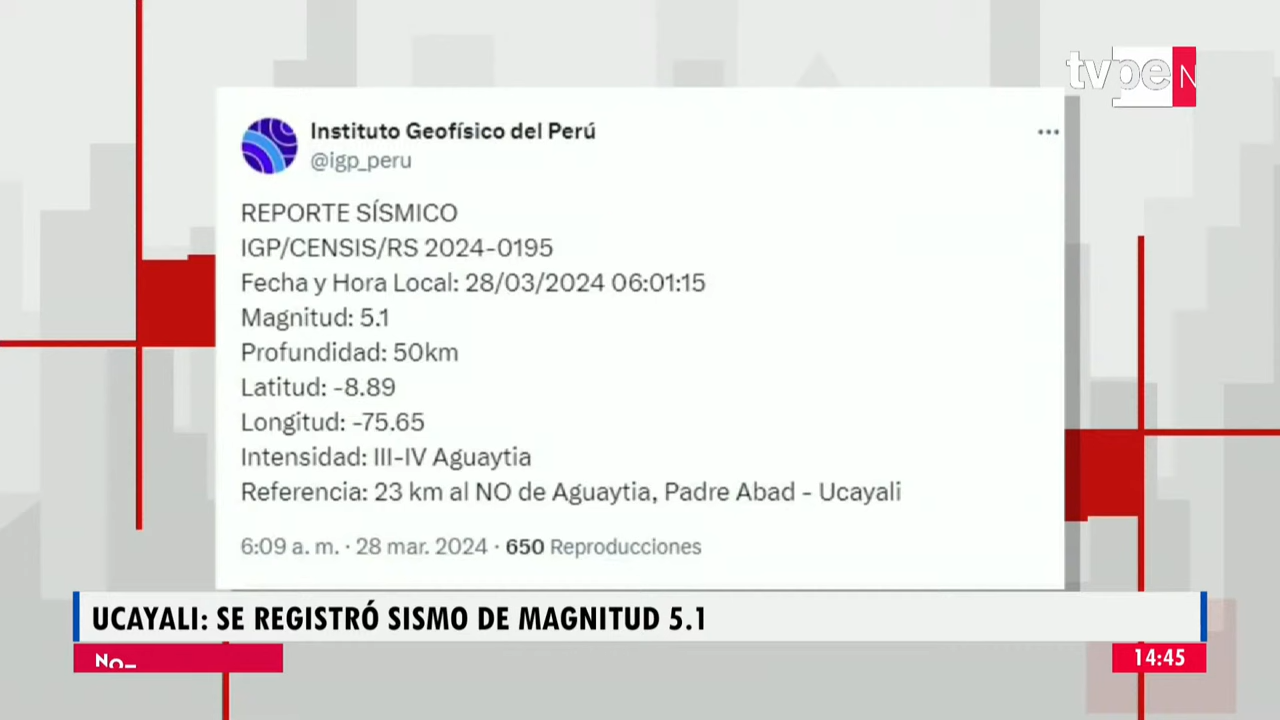 tvpe N
Instituto Geofísico del Perú
@igp_peru
REPORTE SÍSMICO
IGP/CENSIS/RS 2024-0195
Fecha y Hora Local: 28/03/2024 06:01:15
Magnitud: 5.1
Profundidad: 50km
Latitud: -8.89
Longitud: -75.65
Intensidad: III-IV Aguaytia
Referencia: 23 km al NO de Aguaytia, Padre Abad - Ucayali
6:09 a. m. · 28 mar. 2024 · 650 Reproducciones
UCAYALI: SE REGISTRÓ SISMO DE MAGNITUD 5.1
14:45